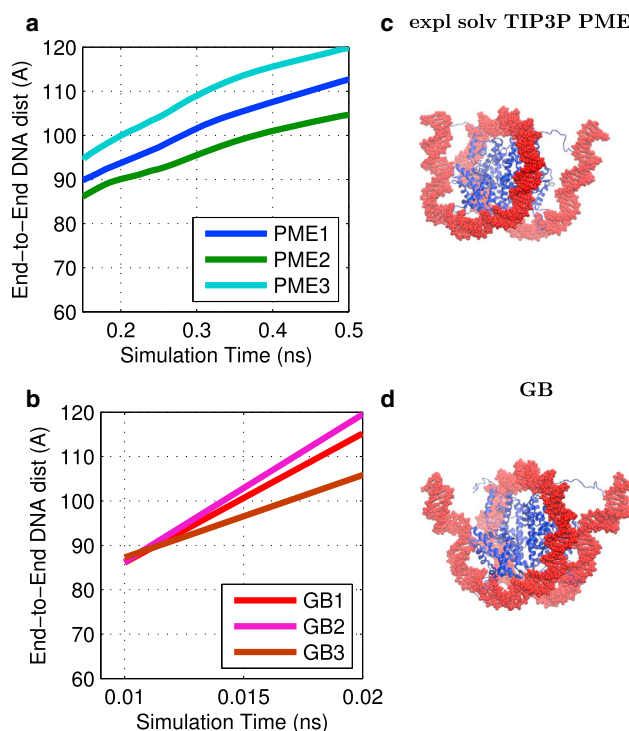 a
End-to-End DNA dist (A)
120
110
100
90
80
70
60
PME1
PME2
PME3
0.2 0.3 0.4 0.5
Simulation Time (ns)
c expl solv TIP3P PME
b
End-to-End DNA dist (A)
120
110
100
90
80
70
60
GB1
GB2
GB3
0.01 0.015 0.02
Simulation Time (ns)
d GB